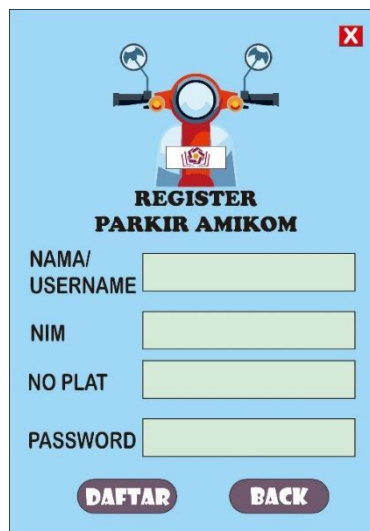 X
REGISTER
PARKIR AMIKOM
NAMA/
USERNAME
NIM
NO PLAT
PASSWORD
DAFTAR
BACK